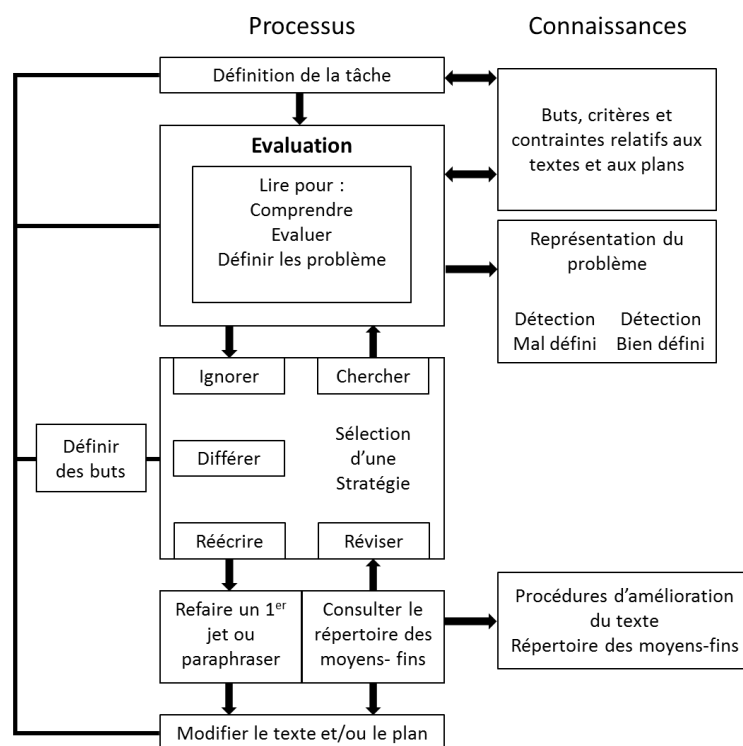 Processus
Connaissances
Définition de la tâche
Evaluation
Lire pour :
Comprendre
Evaluer
Définir les problème
Buts, critères et
contraintes relatifs aux
textes et aux plans
Représentation du
problème
Détection
Mal défini
Détection
Bien défini
Ignorer
Chercher
Définir
des buts
Différer
Sélection
d'une
Stratégie
Réécrire
Réviser
Refaire un 1er
jet ou
paraphraser
Consulter le
répertoire des
moyens- fins
Procédures d'amélioration
du texte
Répertoire des moyens-fins
Modifier le texte et/ou le plan